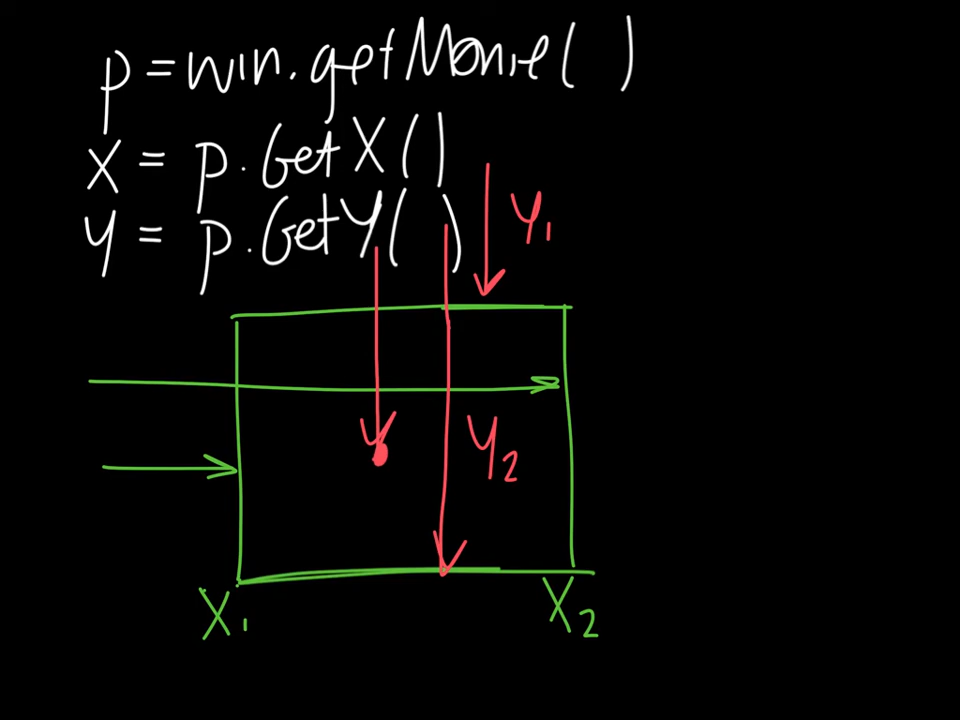 p = win.getMouse( )
X = p.GetX( )
Y = p.GetY( )
Y1
Y2
X1
X2